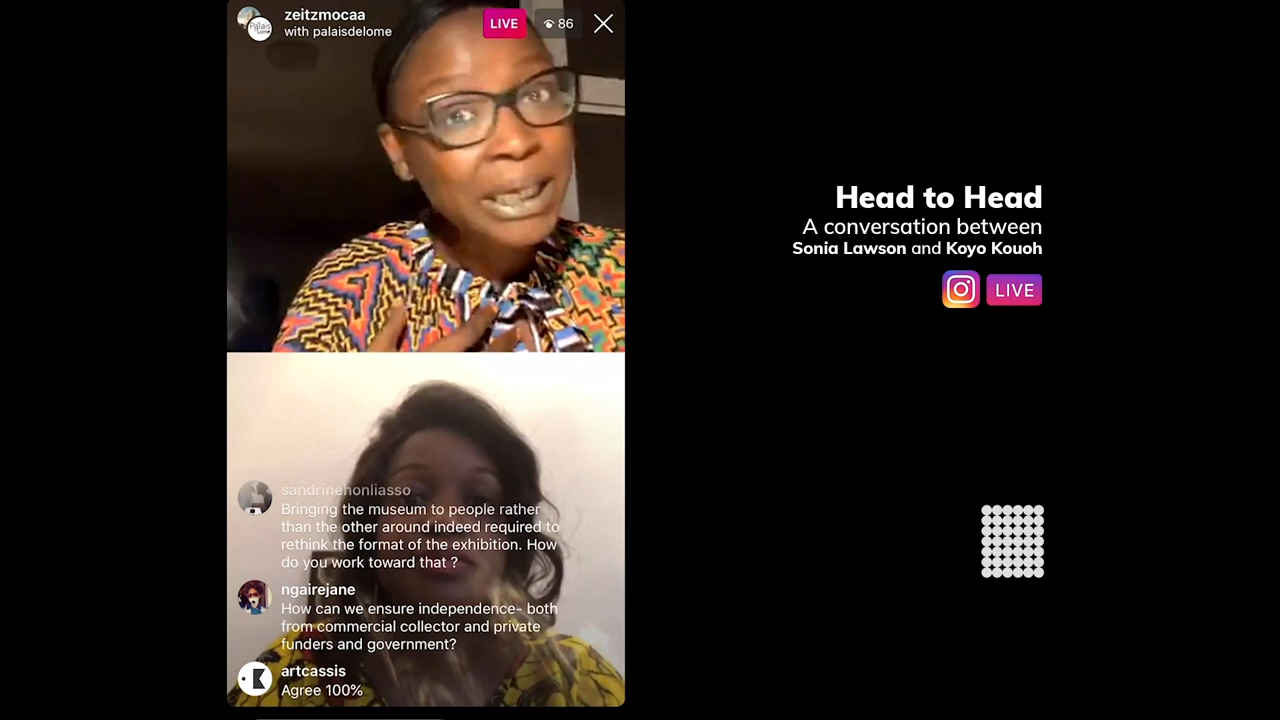 zeitzmocaa
with palaisdelome
LIVE
86
Palais
Lomé
Head to Head
A conversation between
Sonia Lawson and Koyo Kouoh
LIVE
sandrinehonliasso
Bringing the museum to people rather
than the other around indeed required to
rethink the format of the exhibition. How
do you work toward that ?
ngairejane
How can we ensure independence- both
from commercial collector and private
funders and government?
artcassis
Agree 100%